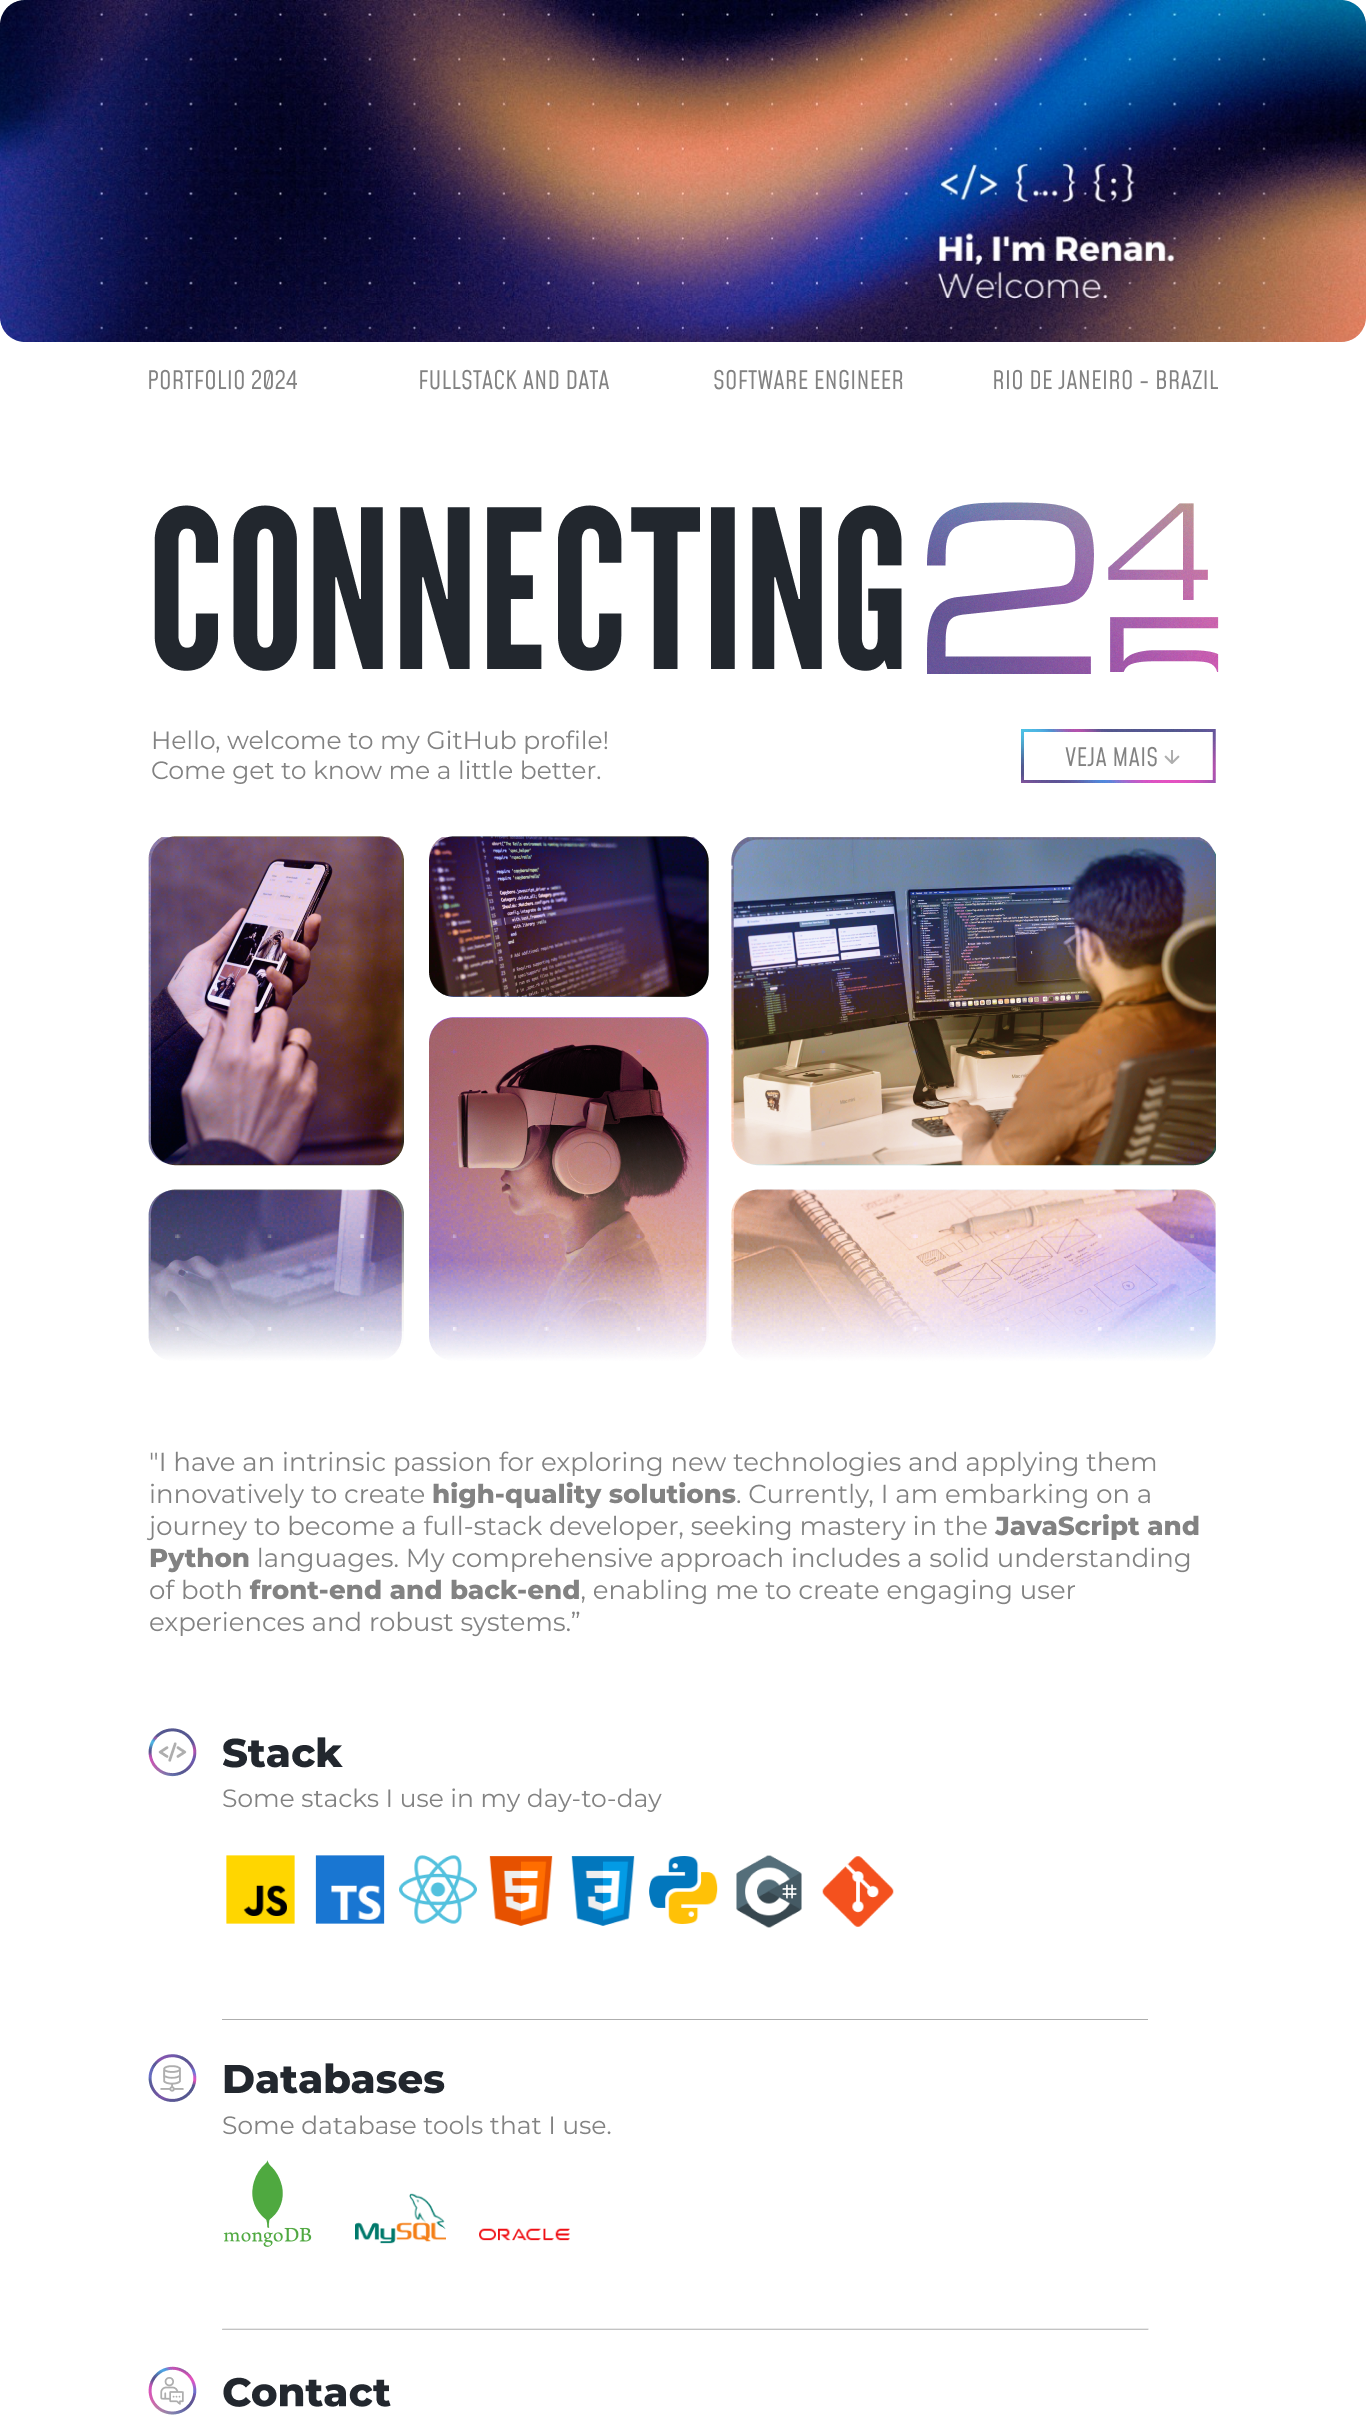 </> {...} {;}
Hi, I'm Renan.
Welcome.
PORTFOLIO 2024
FULLSTACK AND DATA
SOFTWARE ENGINEER
RIO DE JANEIRO - BRAZIL
CONNECTING 24
Hello, welcome to my GitHub profile!
Come get to know me a little better.
VEJA MAIS ↓
"I have an intrinsic passion for exploring new technologies and applying them
innovatively to create high-quality solutions. Currently, I am embarking on a
journey to become a full-stack developer, seeking mastery in the JavaScript and
Python languages. My comprehensive approach includes a solid understanding
of both front-end and back-end, enabling me to create engaging user
experiences and robust systems.”
</>
Stack
Some stacks I use in my day-to-day
JS TS 5 3 C#
Databases
Some database tools that I use.
mongoDB MySQL ORACLE
Contact